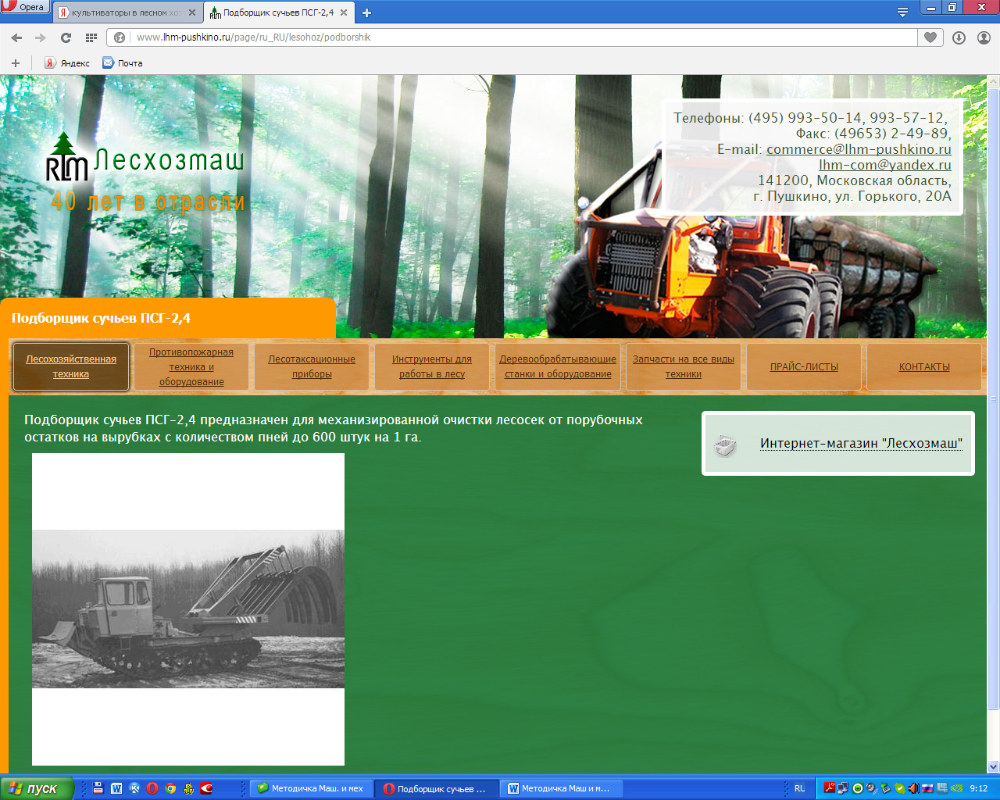 Opera
культиваторы в лесном хоз
Подборщик сучьев ПСГ-2,4
www.lhm-pushkino.ru/page/ru_RU/lesohoz/podborshik
Яндекс
Почта
Телефоны: (495) 993-50-14, 993-57-12,
Факс: (49653) 2-49-89,
E-mail: commerce@lhm-pushkino.ru
lhm-com@yandex.ru
141200, Московская область,
г. Пушкино, ул. Горького, 20А
RLM Лесхозмаш
40 лет в отрасли
Подборщик сучьев ПСГ-2,4
Лесохозяйственная
техника
Противопожарная
техника и
оборудование
Лесотаксационные
приборы
Инструменты для
работы в лесу
Деревообрабатывающие
станки и оборудование
Запчасти на все виды
техники
ПРАЙС-ЛИСТЫ
КОНТАКТЫ
Подборщик сучьев ПСГ-2,4 предназначен для механизированной очистки лесосек от порубочных
остатков на вырубках с количеством пней до 600 штук на 1 га.
Интернет-магазин "Лесхозмаш"
пуск
Методичка Маш. и мех
Подборщик сучьев ...
Методичка Маш и м...
RU
9:12